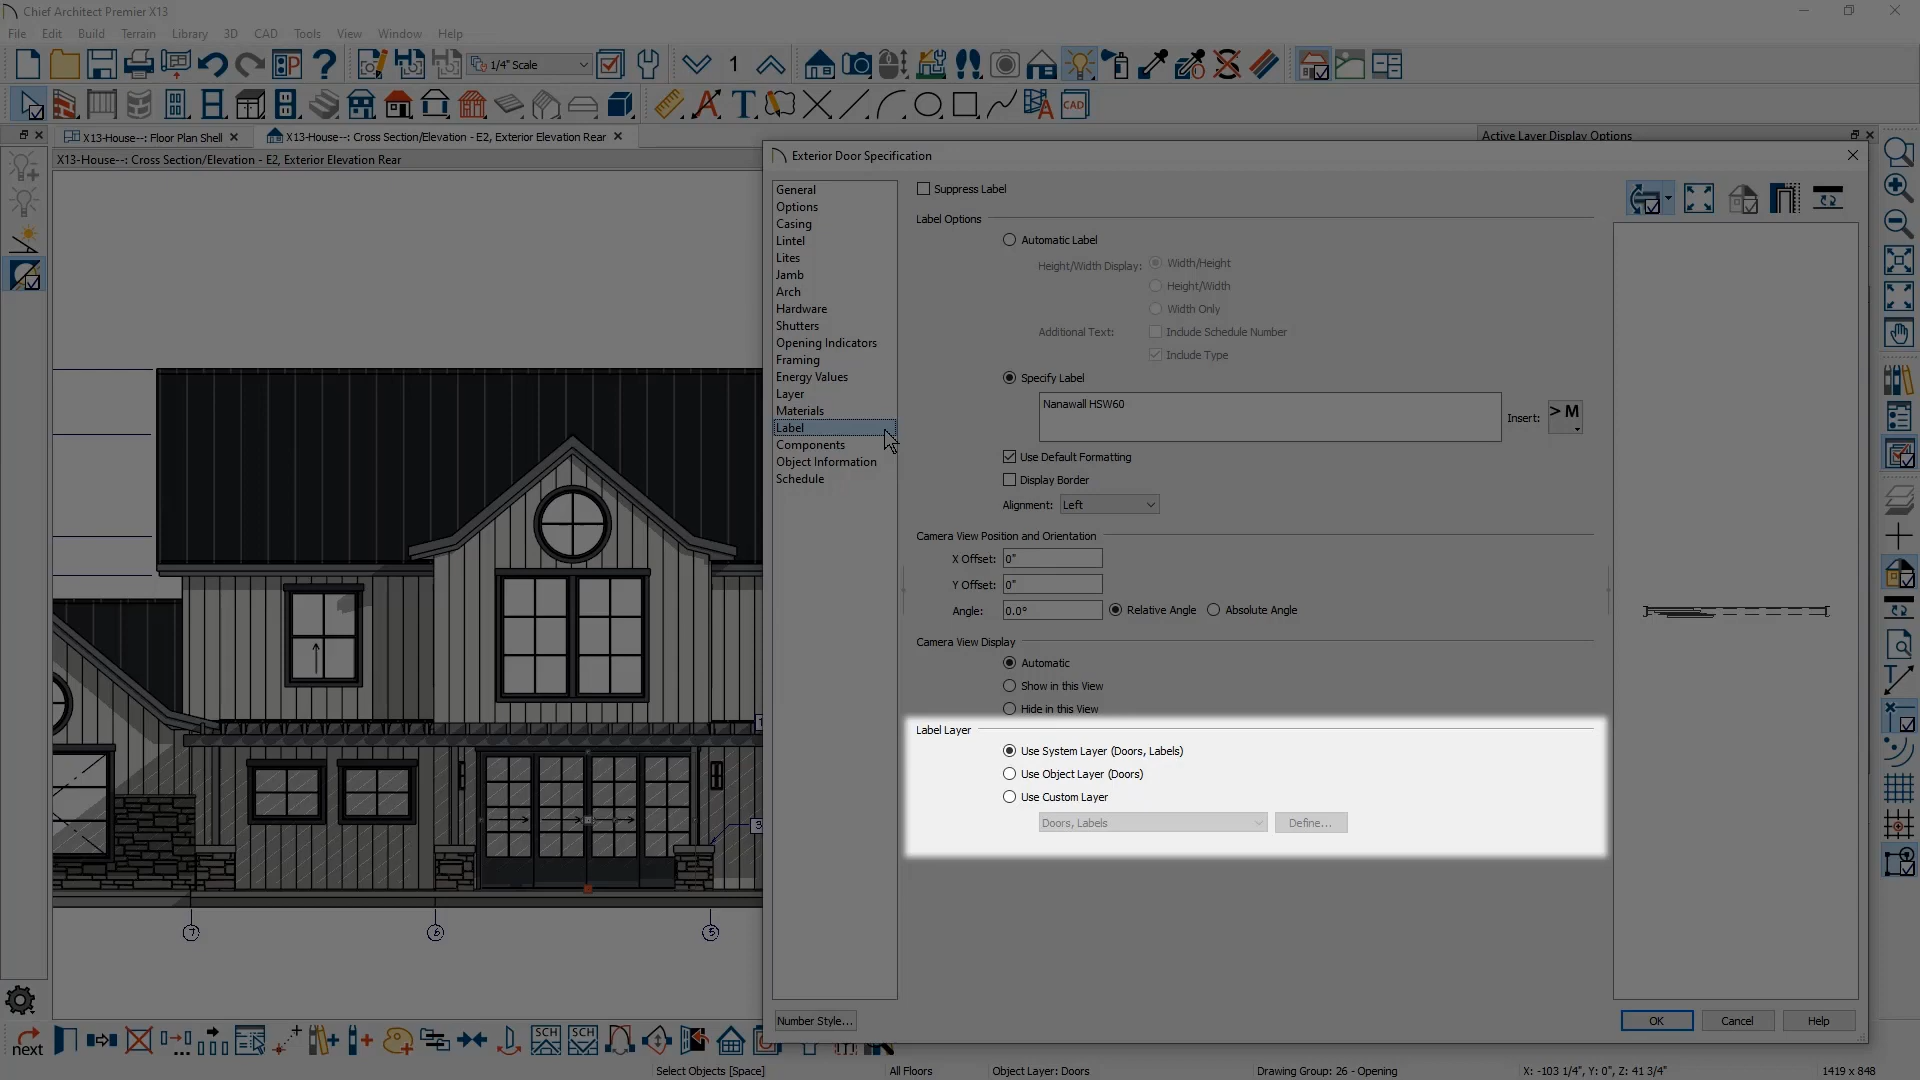 Chief Architect Premier X13
File Edit Build Terrain Library 3D CAD Tools View Window Help
1/4" Scale
1
CAD
X13-House--: Floor Plan Shell
X13-House--: Cross Section/Elevation - E2, Exterior Elevation Rear
Active Layer Display Options
X13-House--: Cross Section/Elevation - E2, Exterior Elevation Rear
Exterior Door Specification
General
Options
Casing
Lintel
Lites
Jamb
Arch
Hardware
Shutters
Opening Indicators
Framing
Energy Values
Layer
Materials
Label
Components
Object Information
Schedule
Suppress Label
Label Options
Automatic Label
Height/Width Display:
Width/Height
Height/Width
Width Only
Additional Text:
Include Schedule Number
Include Type
Specify Label
Nanawall HSW60
Insert:
> M
Use Default Formatting
Display Border
Alignment: Left
Camera View Position and Orientation
X Offset: 0"
Y Offset: 0"
Angle: 0.0°
Relative Angle
Absolute Angle
Camera View Display
Automatic
Show in this View
Hide in this View
Label Layer
Use System Layer (Doors, Labels)
Use Object Layer (Doors)
Use Custom Layer
Doors, Labels
Define...
7
6
5
Number Style...
OK
Cancel
Help
next
SCH
SCH
Select Objects [Space]
All Floors
Object Layer: Doors
Drawing Group: 26 - Opening
X: -103 1/4", Y: 0", Z: 41 3/4"
1419 x 848